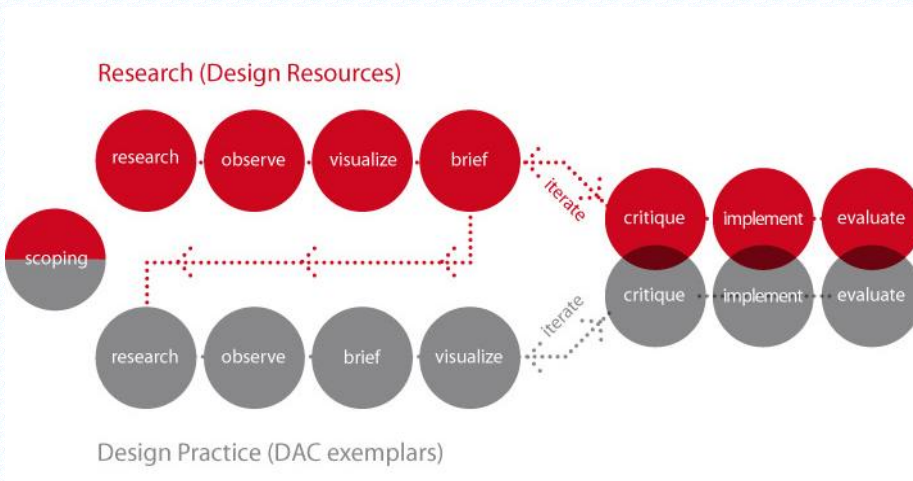 Research (Design Resources)
research observe visualize brief
iterate
critique implement evaluate
scoping
critique implement evaluate
iterate
research observe brief visualize
Design Practice (DAC exemplars)